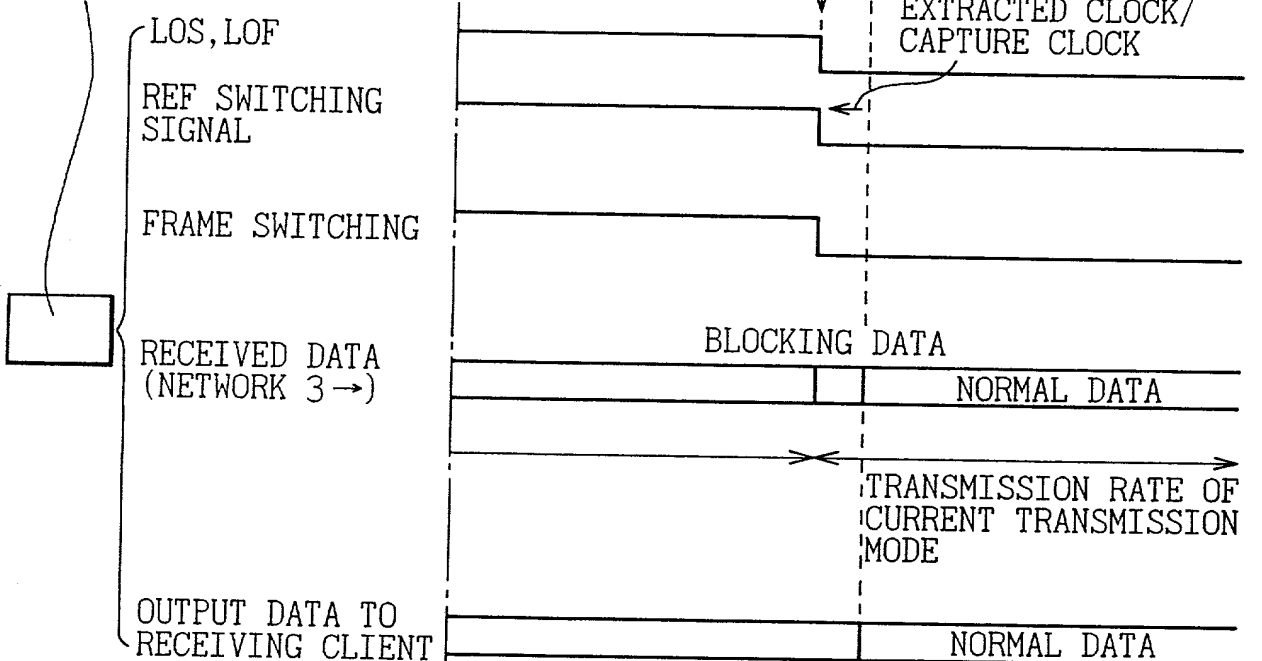 EXTRACTED CLOCK/
CAPTURE CLOCK
LOS, LOF
REF SWITCHING
SIGNAL
FRAME SWITCHING
BLOCKING DATA
RECEIVED DATA
(NETWORK 3→)
NORMAL DATA
TRANSMISSION RATE OF
CURRENT TRANSMISSION
MODE
OUTPUT DATA TO
RECEIVING CLIENT
NORMAL DATA